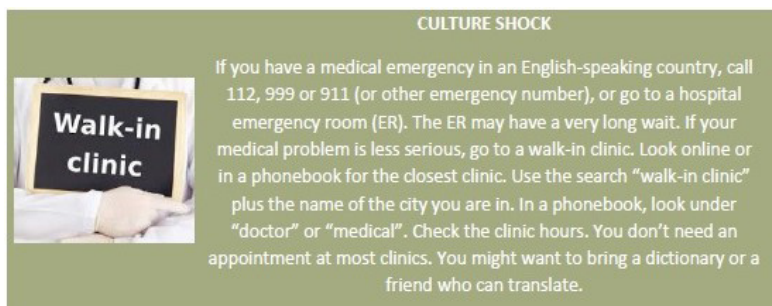 CULTURE SHOCK
Walk-in
clinic
If you have a medical emergency in an English-speaking country, call
112, 999 or 911 (or other emergency number), or go to a hospital
emergency room (ER). The ER may have a very long wait. If your
medical problem is less serious, go to a walk-in clinic. Look online or
in a phonebook for the closest clinic. Use the search “walk-in clinic”
plus the name of the city you are in. In a phonebook, look under
“doctor” or “medical”. Check the clinic hours. You don’t need an
appointment at most clinics. You might want to bring a dictionary or a
friend who can translate.